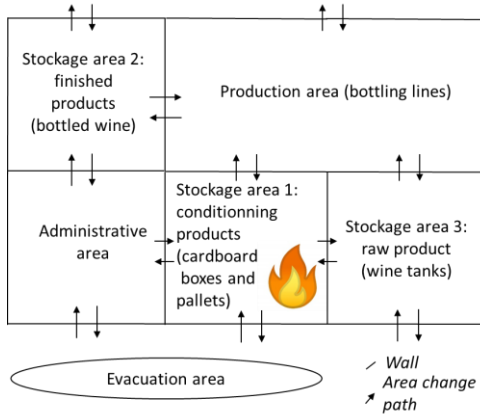 Stockage area 2:
finished
products
(bottled wine)
Production area (bottling lines)
Administrative
area
Stockage area 1:
conditionning
products
(cardboard
boxes and
pallets)
Stockage area 3:
raw product
(wine tanks)
Evacuation area
Wall
Area change
path